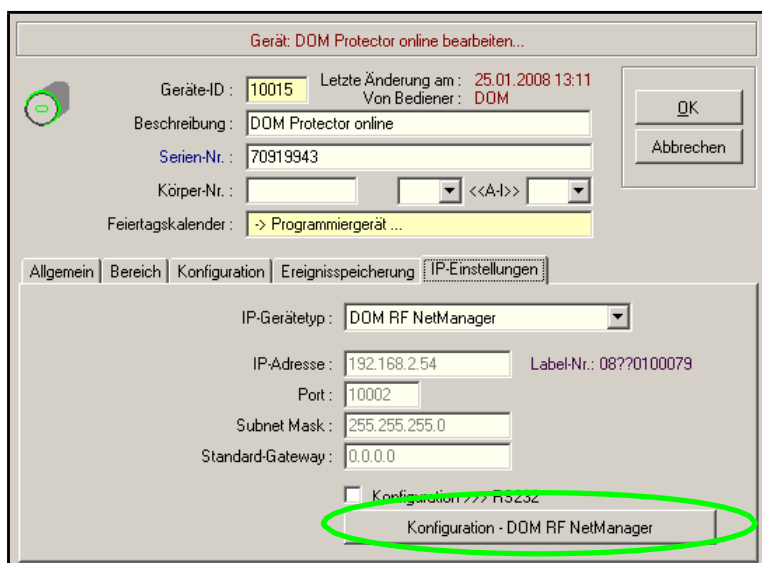 Gerät: DOM Protector online bearbeiten...
Geräte-ID : 10015 Letzte Änderung am : 25.01.2008 13:11
Von Bediener : DOM
OK
Beschreibung : DOM Protector online
Abbrechen
Serien-Nr. : 70919943
Körper-Nr. : <<A-I>>
Feiertagskalender : -> Programmiergerät ...
Allgemein Bereich Konfiguration Ereignisspeicherung IP-Einstellungen
IP-Gerätetyp : DOM RF NetManager
IP-Adresse : 192.168.2.54 Label-Nr.: 08??0100079
Port : 10002
Subnet Mask : 255.255.255.0
Standard-Gateway : 0.0.0.0
Konfiguration >>> RS232
Konfiguration - DOM RF NetManager